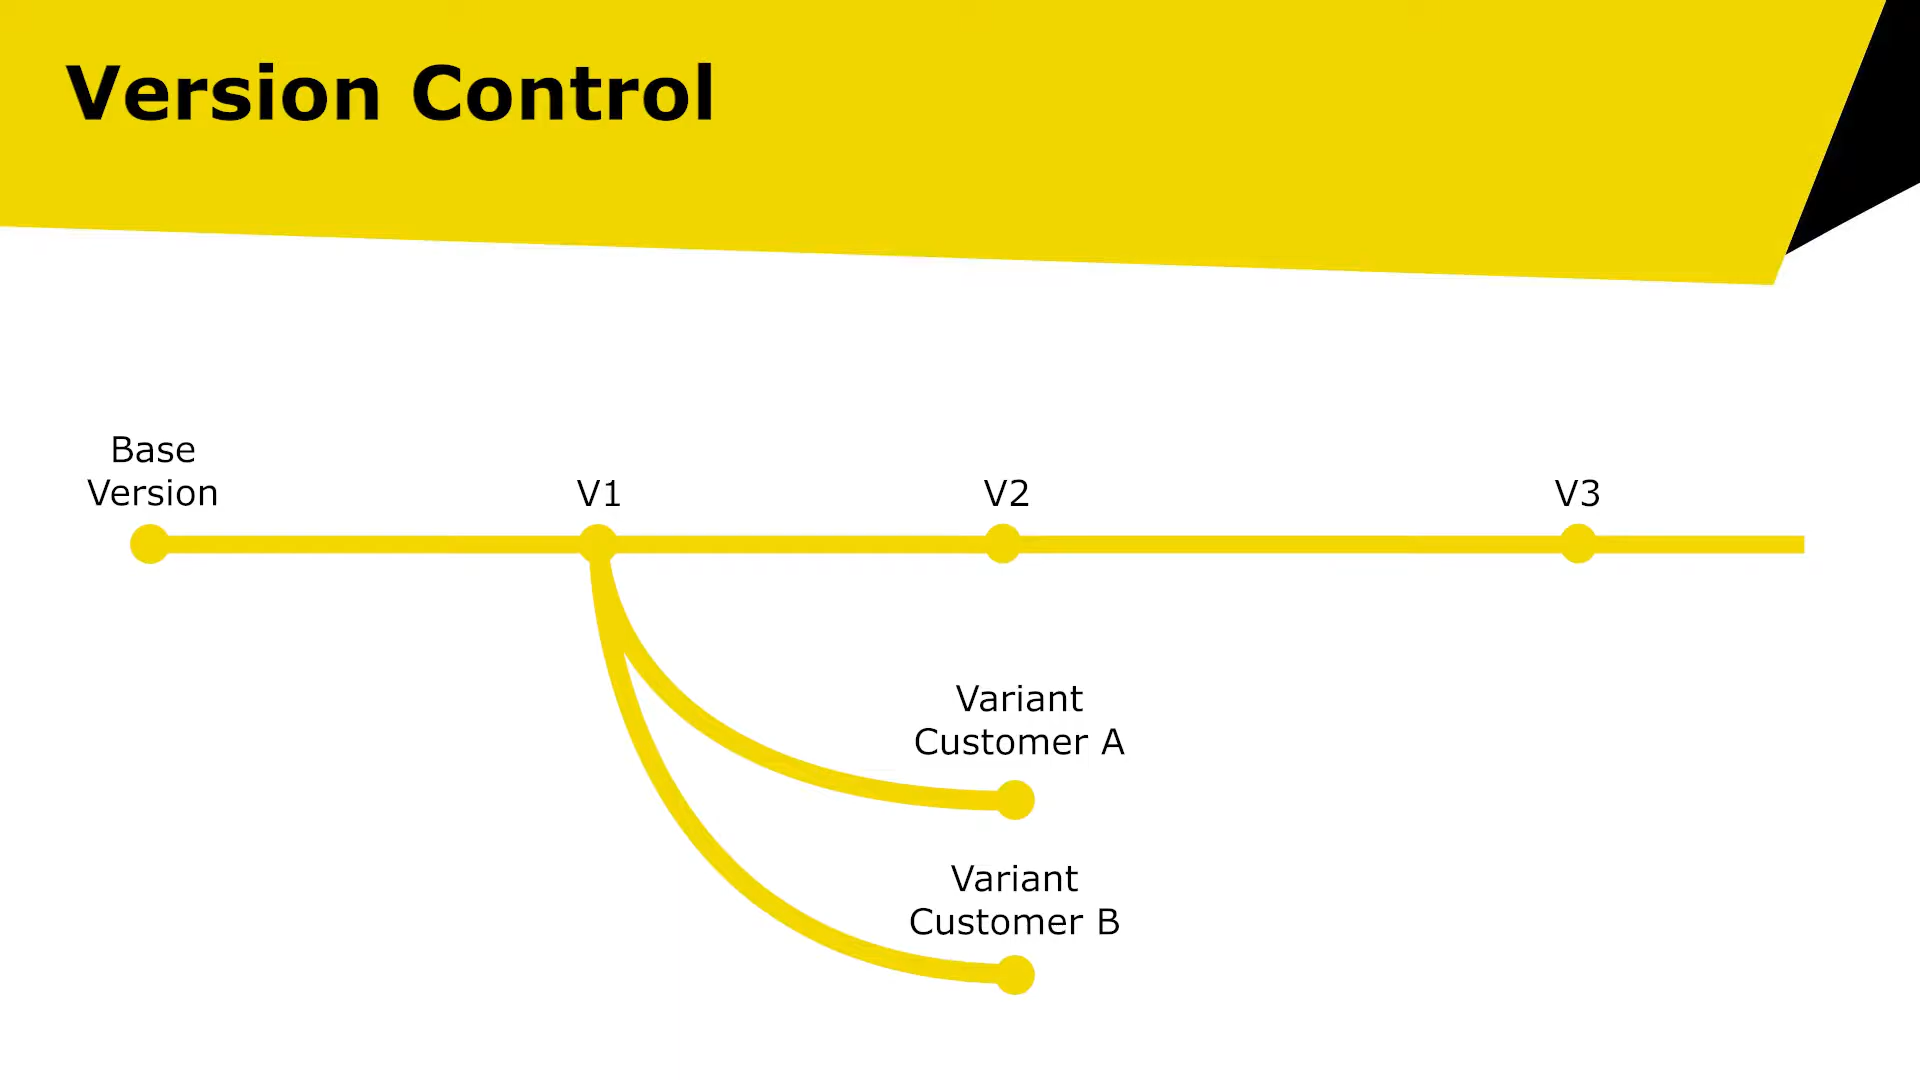 Version Control
Base
Version
V1
V2
V3
Variant
Customer A
Variant
Customer B